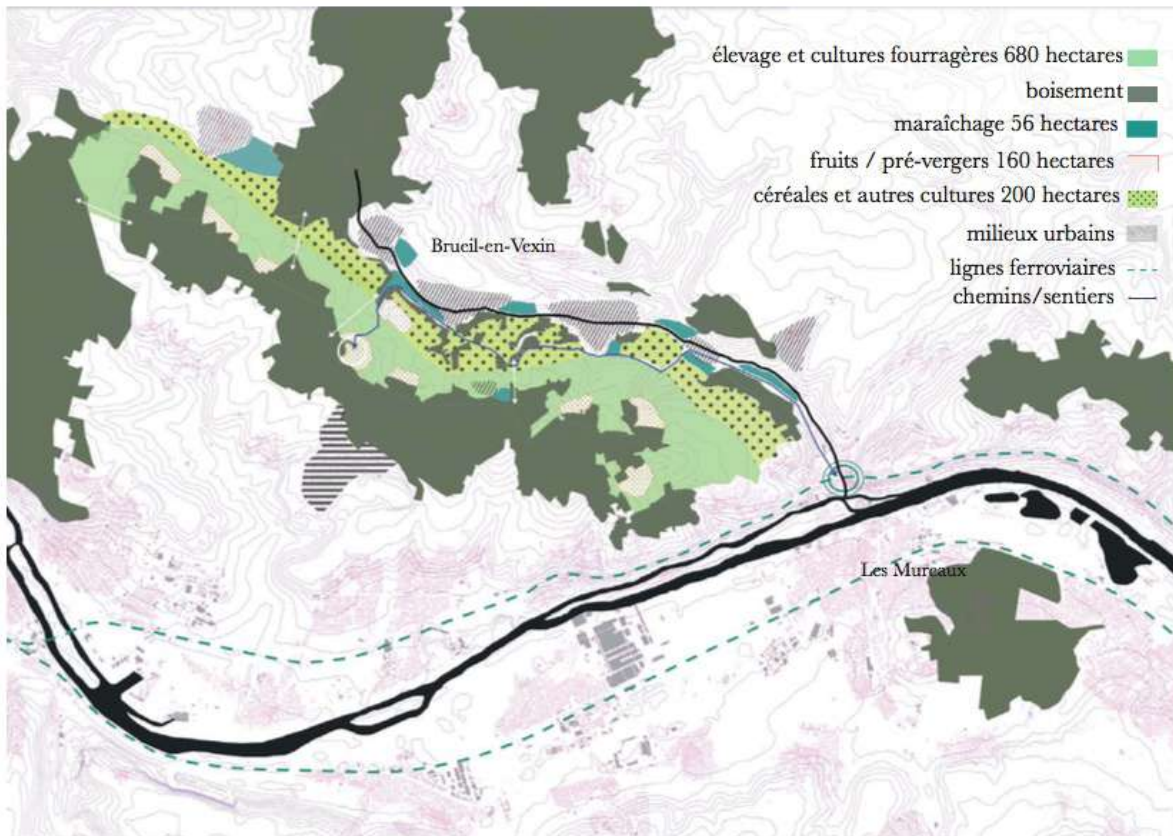 élevage et cultures fourragères 680 hectares
boisement
maraîchage 56 hectares
fruits / pré-vergers 160 hectares
céréales et autres cultures 200 hectares
milieux urbains
lignes ferroviaires
chemins/sentiers
Brueil-en-Vexin
Les Mureaux